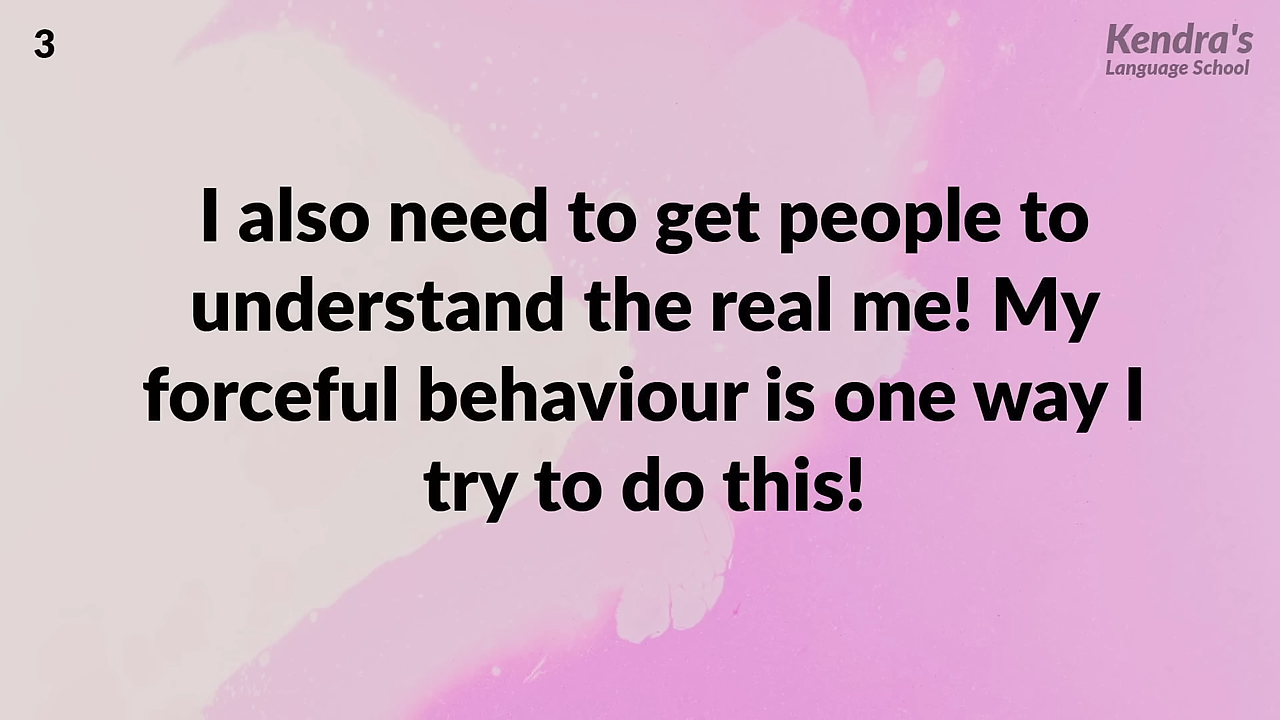 3
Kendra's
Language School
I also need to get people to
understand the real me! My
forceful behaviour is one way I
try to do this!